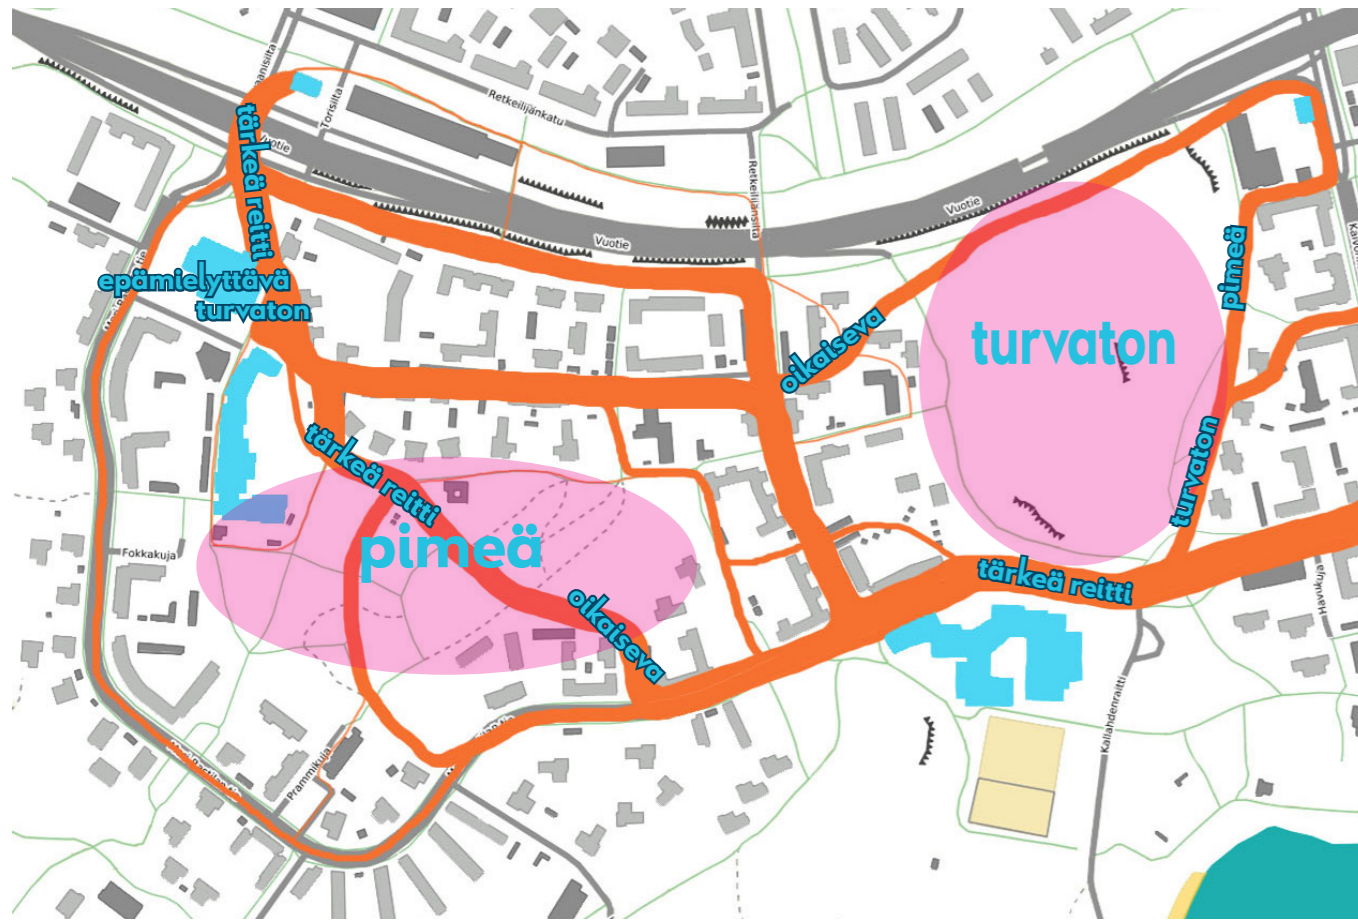 Torisilta
Retkeilijänkatu
tärkeä reitti
Vuotie
Retkeilijänsilta
Vuotie
Vuotie
pimeä
epämielyttävä
turvaton
oikaiseva
turvaton
tärkeä reitti
turvaton
pimeä
Fokkakuja
tärkeä reitti
oikaiseva
Kallahdenraitti
Prammikuja